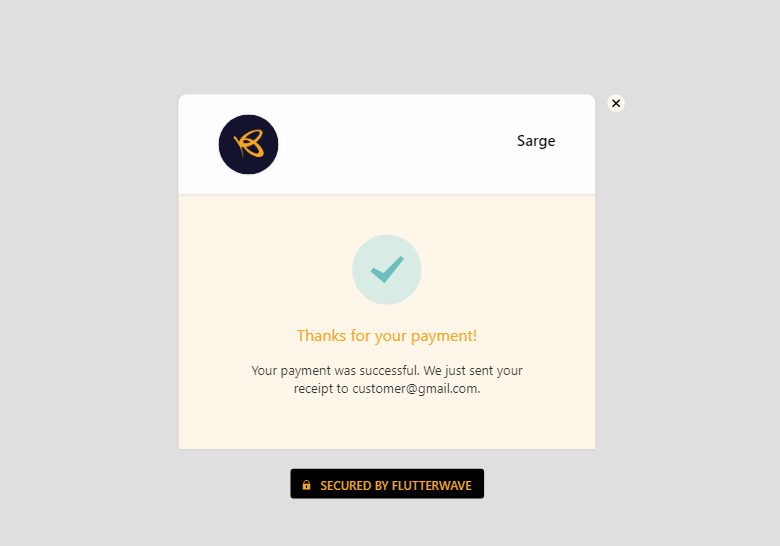 Sarge
Thanks for your payment!
Your payment was successful. We just sent your
receipt to customer@gmail.com.
SECURED BY FLUTTERWAVE